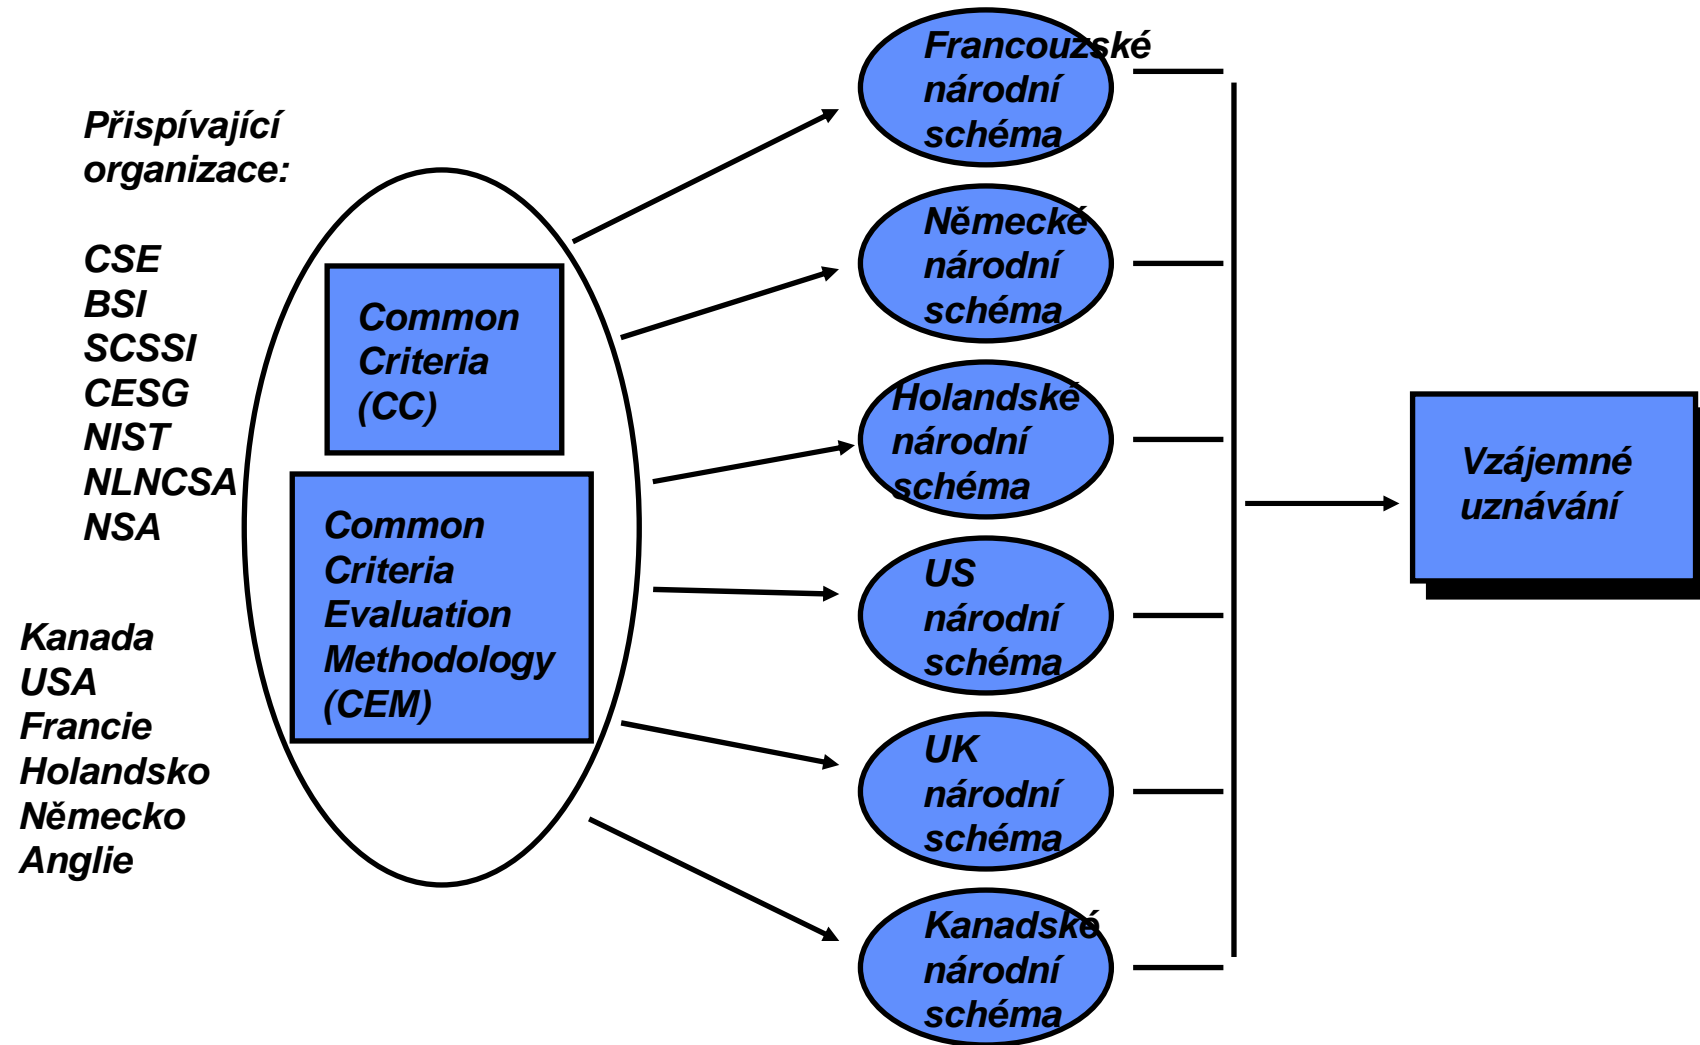 Přispívající
organizace:
CSE
BSI
SCSSI
CESG
NIST
NLNCSA
NSA
Kanada
USA
Francie
Holandsko
Německo
Anglie
Common
Criteria
(CC)
Common
Criteria
Evaluation
Methodology
(CEM)
Francouzské
národní
schéma
Německé
národní
schéma
Holandské
národní
schéma
US
národní
schéma
UK
národní
schéma
Kanadské
národní
schéma
Vzájemné
uznávání